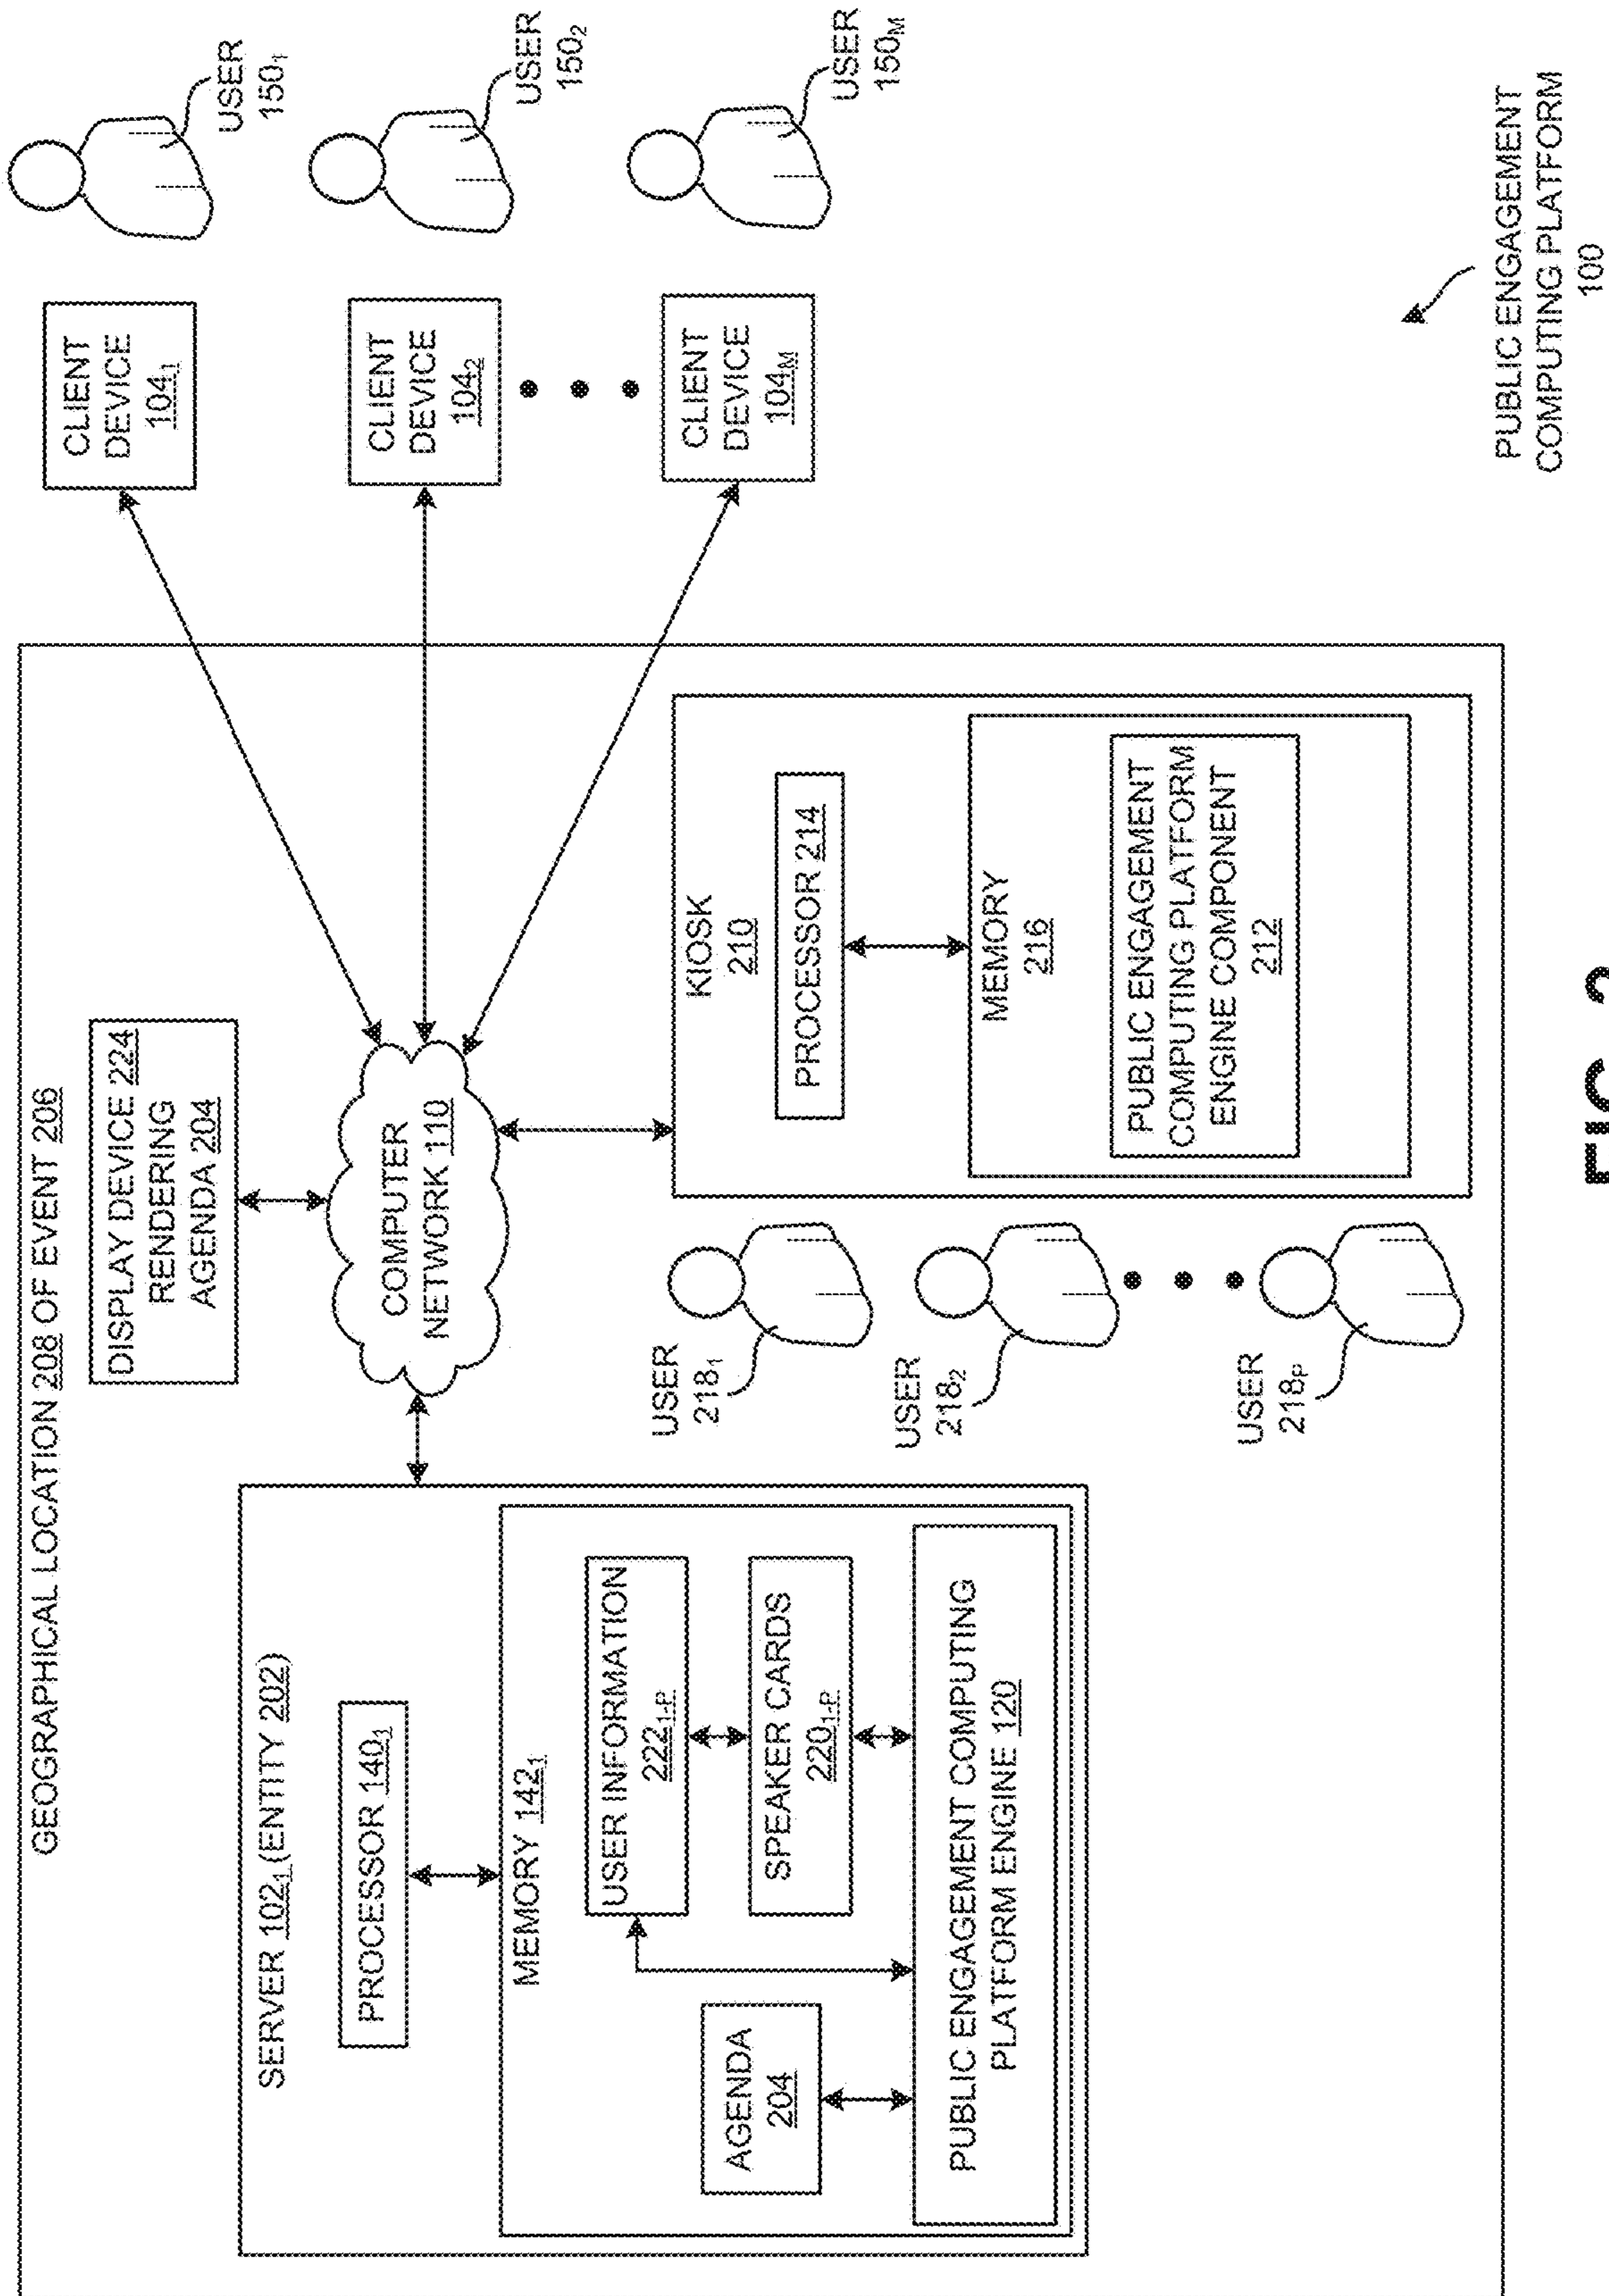 GEOGRAPHICAL LOCATION 208 OF EVENT 206
SERVER 102₁ (ENTITY 202)
PROCESSOR 140₁
MEMORY 142₁
USER INFORMATION
222₁₋ₚ
SPEAKER CARDS
220₁₋ₚ
AGENDA
204
PUBLIC ENGAGEMENT COMPUTING
PLATFORM ENGINE 120
DISPLAY DEVICE 224
RENDERING
AGENDA 204
COMPUTER
NETWORK 110
USER
218₁
USER
218₂
USER
218ₚ
KIOSK
210
PROCESSOR 214
MEMORY
216
PUBLIC ENGAGEMENT
COMPUTING PLATFORM
ENGINE COMPONENT
212
CLIENT
DEVICE
104₁
CLIENT
DEVICE
104₂
CLIENT
DEVICE
104ₘ
USER
150₁
USER
150₂
USER
150ₘ
PUBLIC ENGAGEMENT
COMPUTING PLATFORM
100